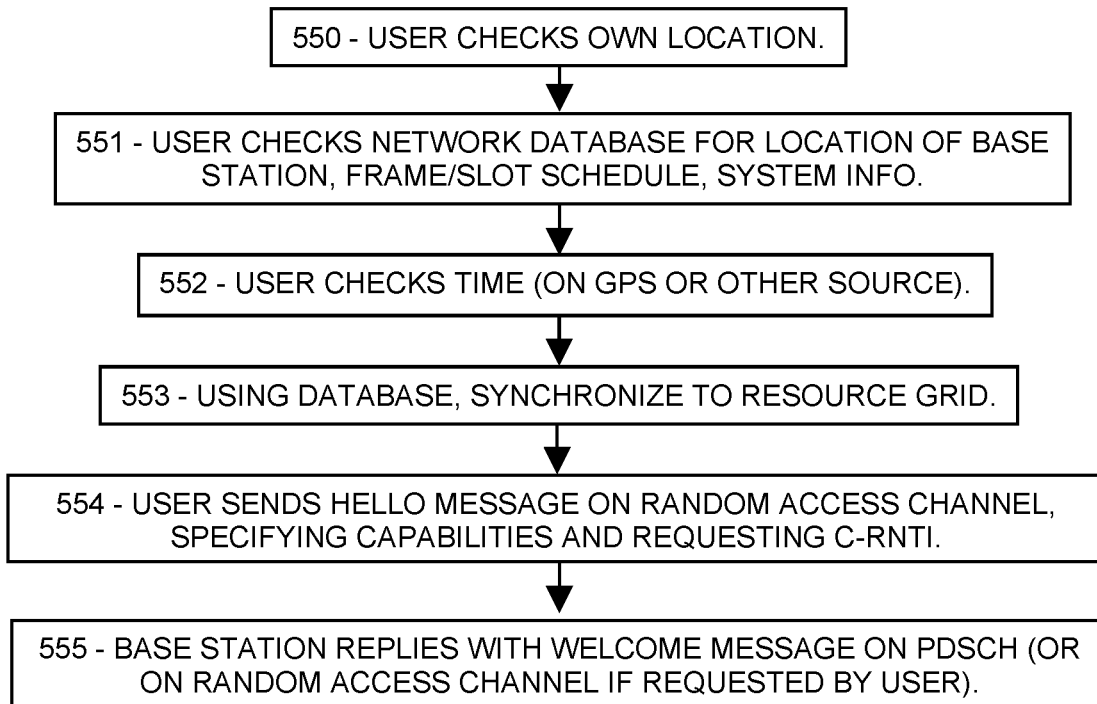 550 - USER CHECKS OWN LOCATION.
551 - USER CHECKS NETWORK DATABASE FOR LOCATION OF BASE
STATION, FRAME/SLOT SCHEDULE, SYSTEM INFO.
552 - USER CHECKS TIME (ON GPS OR OTHER SOURCE).
553 - USING DATABASE, SYNCHRONIZE TO RESOURCE GRID.
554 - USER SENDS HELLO MESSAGE ON RANDOM ACCESS CHANNEL,
SPECIFYING CAPABILITIES AND REQUESTING C-RNTI.
555 - BASE STATION REPLIES WITH WELCOME MESSAGE ON PDSCH (OR
ON RANDOM ACCESS CHANNEL IF REQUESTED BY USER).